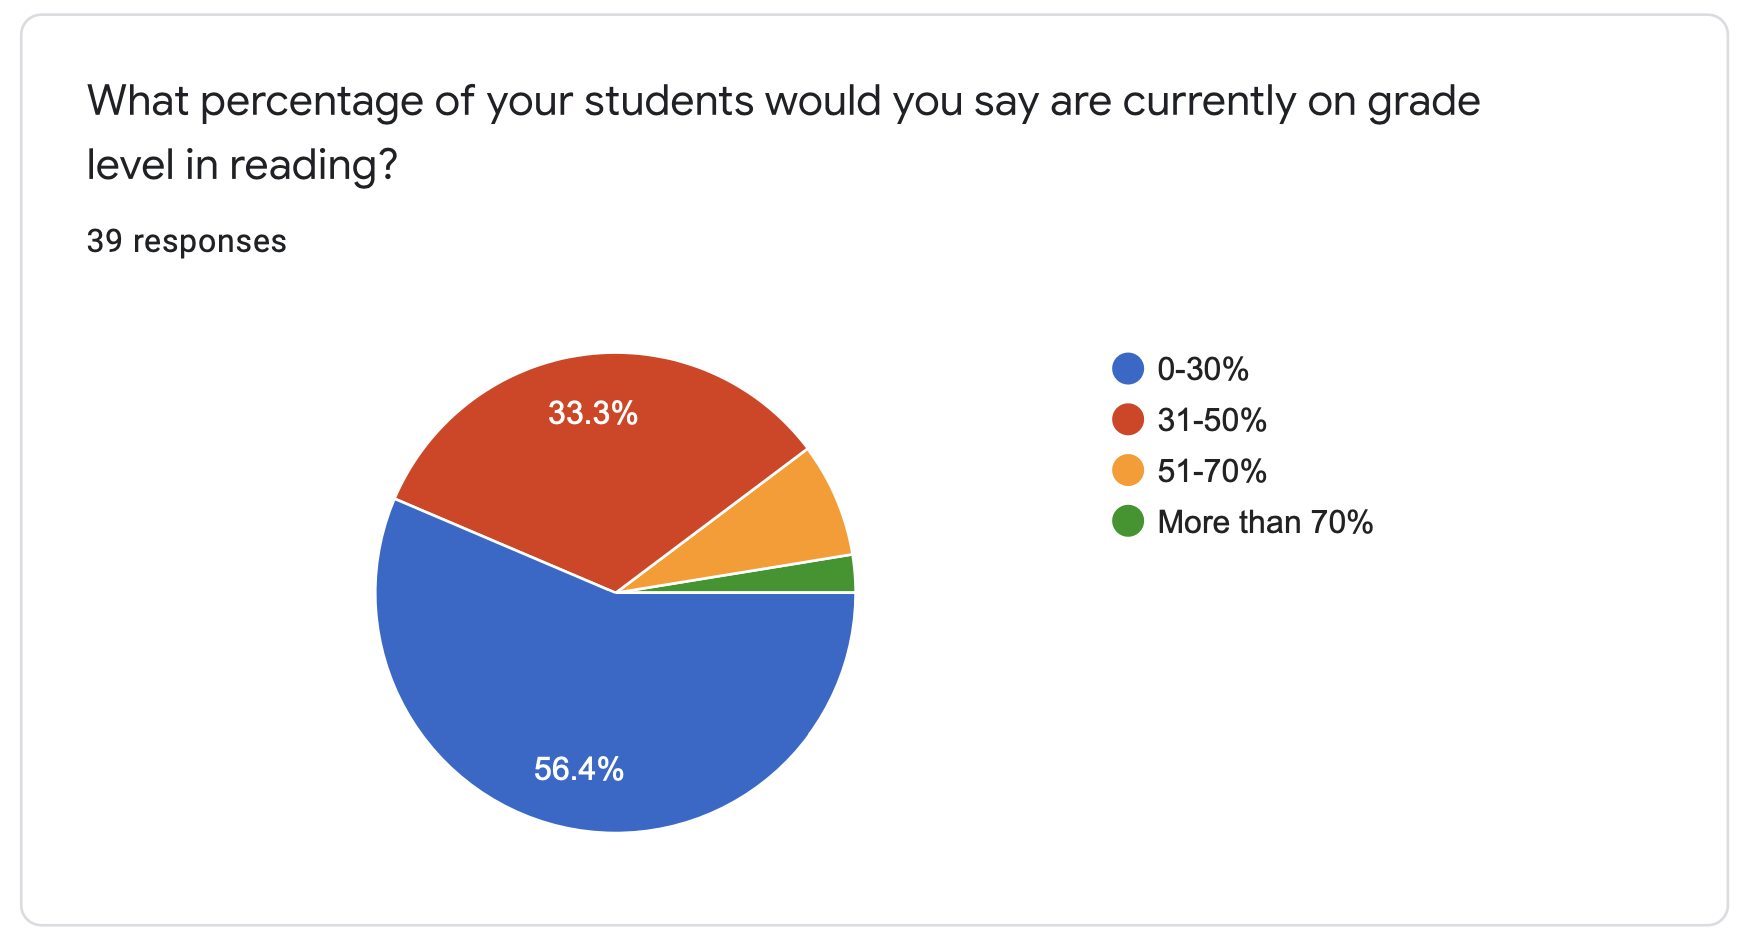 What percentage of your students would you say are currently on grade
level in reading?
39 responses
33.3%
56.4%
0-30%
31-50%
51-70%
More than 70%